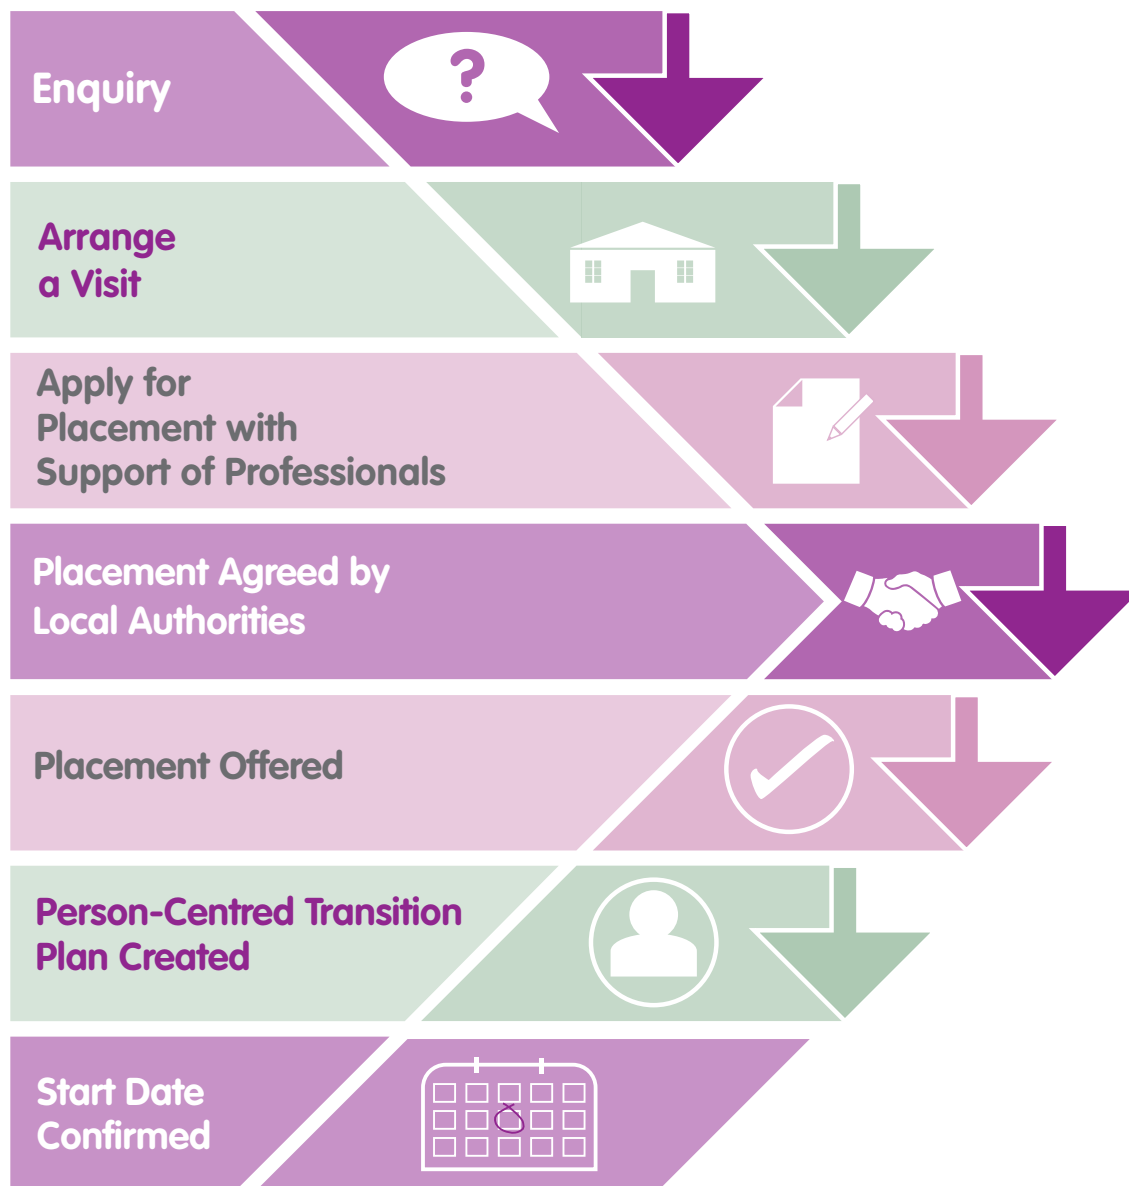 Enquiry
?
Arrange
a Visit
Apply for
Placement with
Support of Professionals
Placement Agreed by
Local Authorities
Placement Offered
Person-Centred Transition
Plan Created
Start Date
Confirmed